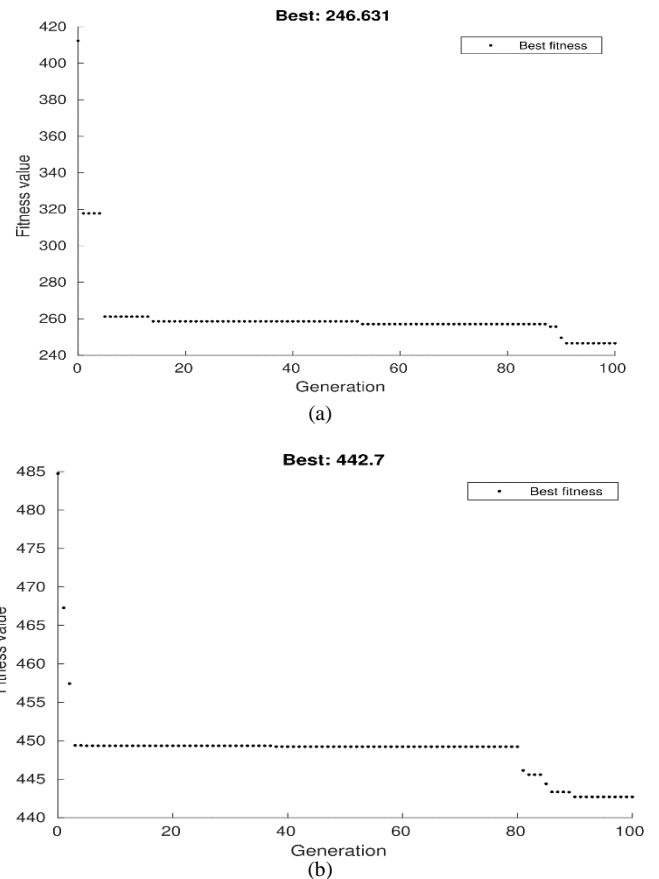 Best: 246.631
420
400
380
360
340
320
300
280
260
240
Fitness value
Best fitness
0 20 40 60 80 100
Generation
(a)
Best: 442.7
485
480
475
470
465
460
455
450
445
440
Fitness value
Best fitness
0 20 40 60 80 100
Generation
(b)